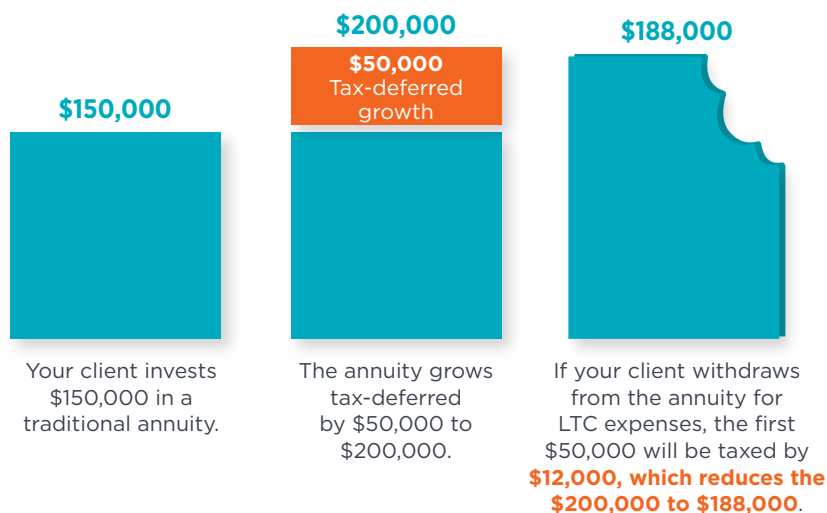 $150,000
Your client invests
$150,000 in a
traditional annuity.
$200,000
$50,000
Tax-deferred
growth
The annuity grows
tax-deferred
by $50,000 to
$200,000.
$188,000
If your client withdraws
from the annuity for
LTC expenses, the first
$50,000 will be taxed by
$12,000, which reduces the
$200,000 to $188,000.